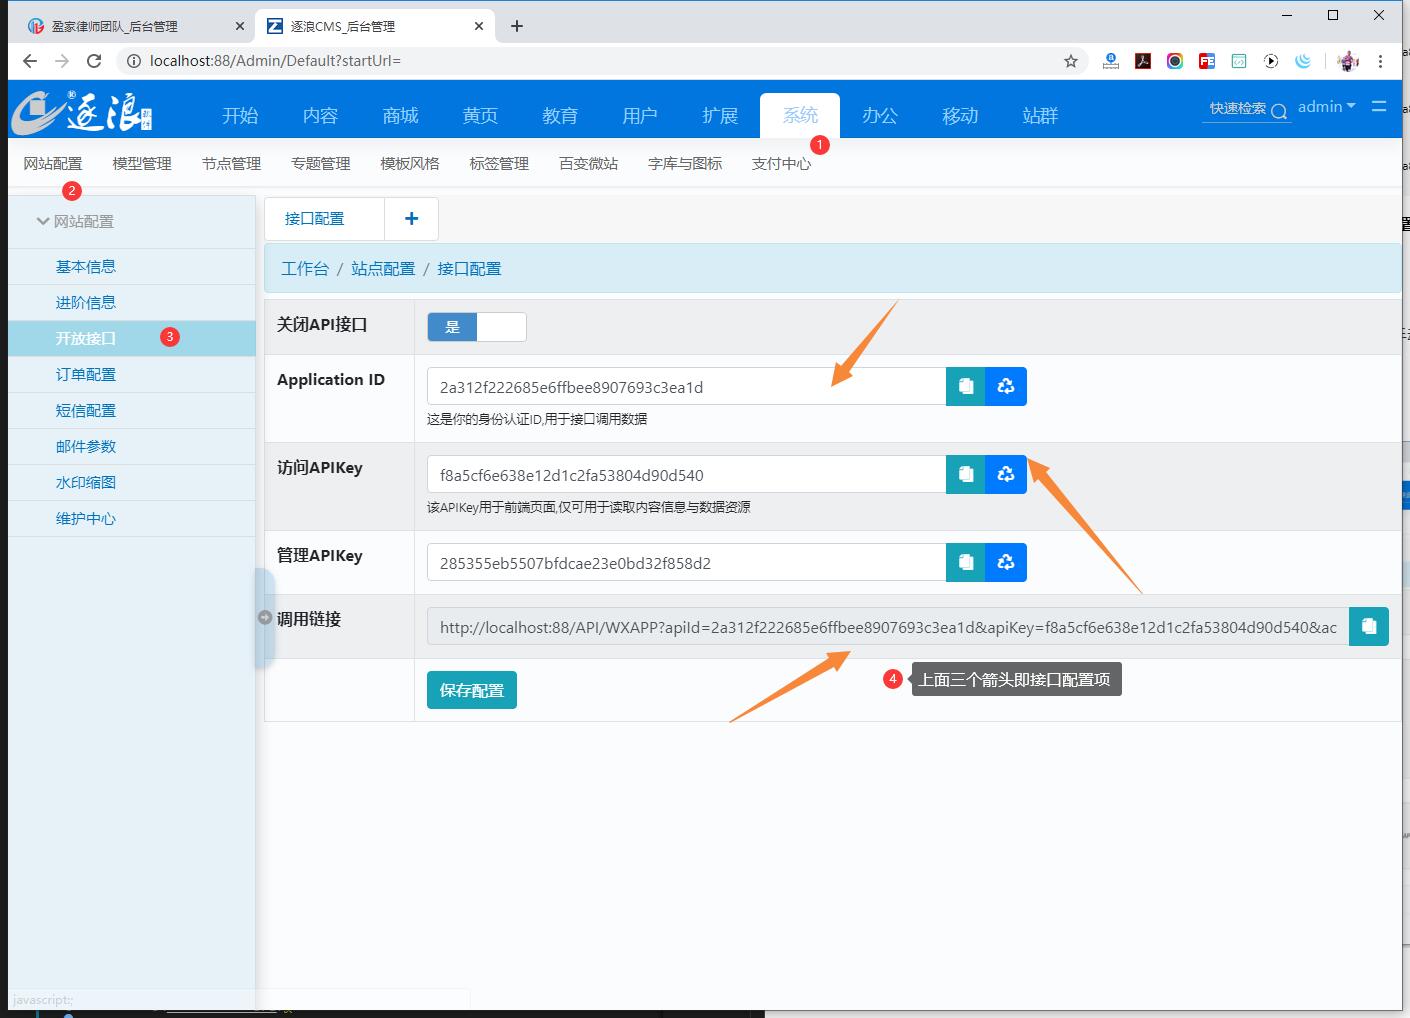 盈家律师团队_后台管理
逐浪CMS_后台管理
localhost:88/Admin/Default?startUrl=
逐浪软件
开始 内容 商城 黄页 教育 用户 扩展 系统 办公 移动 站群
快速检索
admin
1
网站配置 模型管理 节点管理 专题管理 模板风格 标签管理 百变微站 字库与图标 支付中心
2
网站配置
基本信息
进阶信息
开放接口 3
订单配置
短信配置
邮件参数
水印缩图
维护中心
接口配置 +
工作台 / 站点配置 / 接口配置
关闭API接口 是
Application ID 2a312f222685e6ffbee8907693c3ea1d
这是你的身份认证ID,用于接口调用数据
访问APIKey f8a5cf6e638e12d1c2fa53804d90d540
该APIKey用于前端页面,仅可用于读取内容信息与数据资源
管理APIKey 285355eb5507bfdcae23e0bd32f858d2
调用链接 http://localhost:88/API/WXAPP?apiId=2a312f222685e6ffbee8907693c3ea1d&apiKey=f8a5cf6e638e12d1c2fa53804d90d540&ac
4 上面三个箭头即接口配置项
保存配置
javascript:;